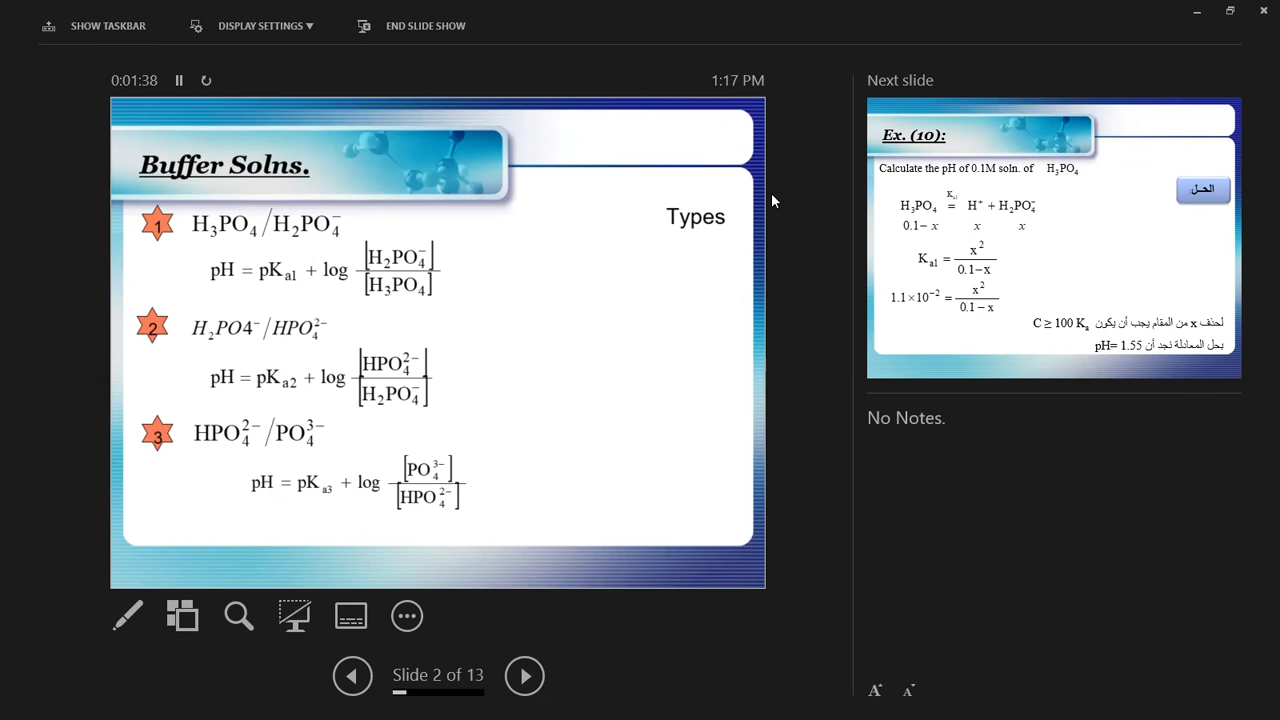 SHOW TASKBAR DISPLAY SETTINGS ▼ END SLIDE SHOW
0:01:38 1:17 PM
Buffer Solns.
Types
1 H₃PO₄/H₂PO₄⁻
pH = pKₐ₁ + log [H₂PO₄⁻]/[H₃PO₄]
2 H₂PO4⁻/HPO₄²⁻
pH = pKₐ₂ + log [HPO₄²⁻]/[H₂PO₄⁻]
3 HPO₄²⁻/PO₄³⁻
pH = pKₐ₃ + log [PO₄³⁻]/[HPO₄²⁻]
Slide 2 of 13
Next slide
Ex. (10):
Calculate the pH of 0.1M soln. of H₃PO₄
الحـل
Kₐ₁
H₃PO₄ = H⁺ + H₂PO₄⁻
0.1− x x x
Kₐ₁ = x²/0.1−x
1.1×10⁻² = x²/0.1 − x
لحذف x من المقام يجب أن يكون C ≥ 100 Kₐ
بحل المعادلة نجد أن pH= 1.55
No Notes.
A A